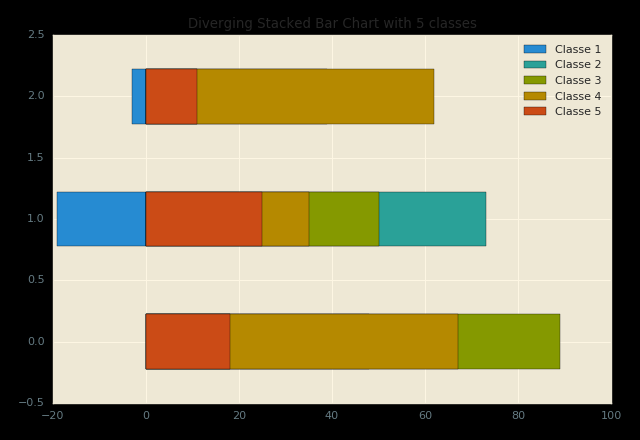 Diverging Stacked Bar Chart with 5 classes
2.5
2.0
1.5
1.0
0.5
0.0
−0.5
−20
0
20
40
60
80
100
Classe 1
Classe 2
Classe 3
Classe 4
Classe 5